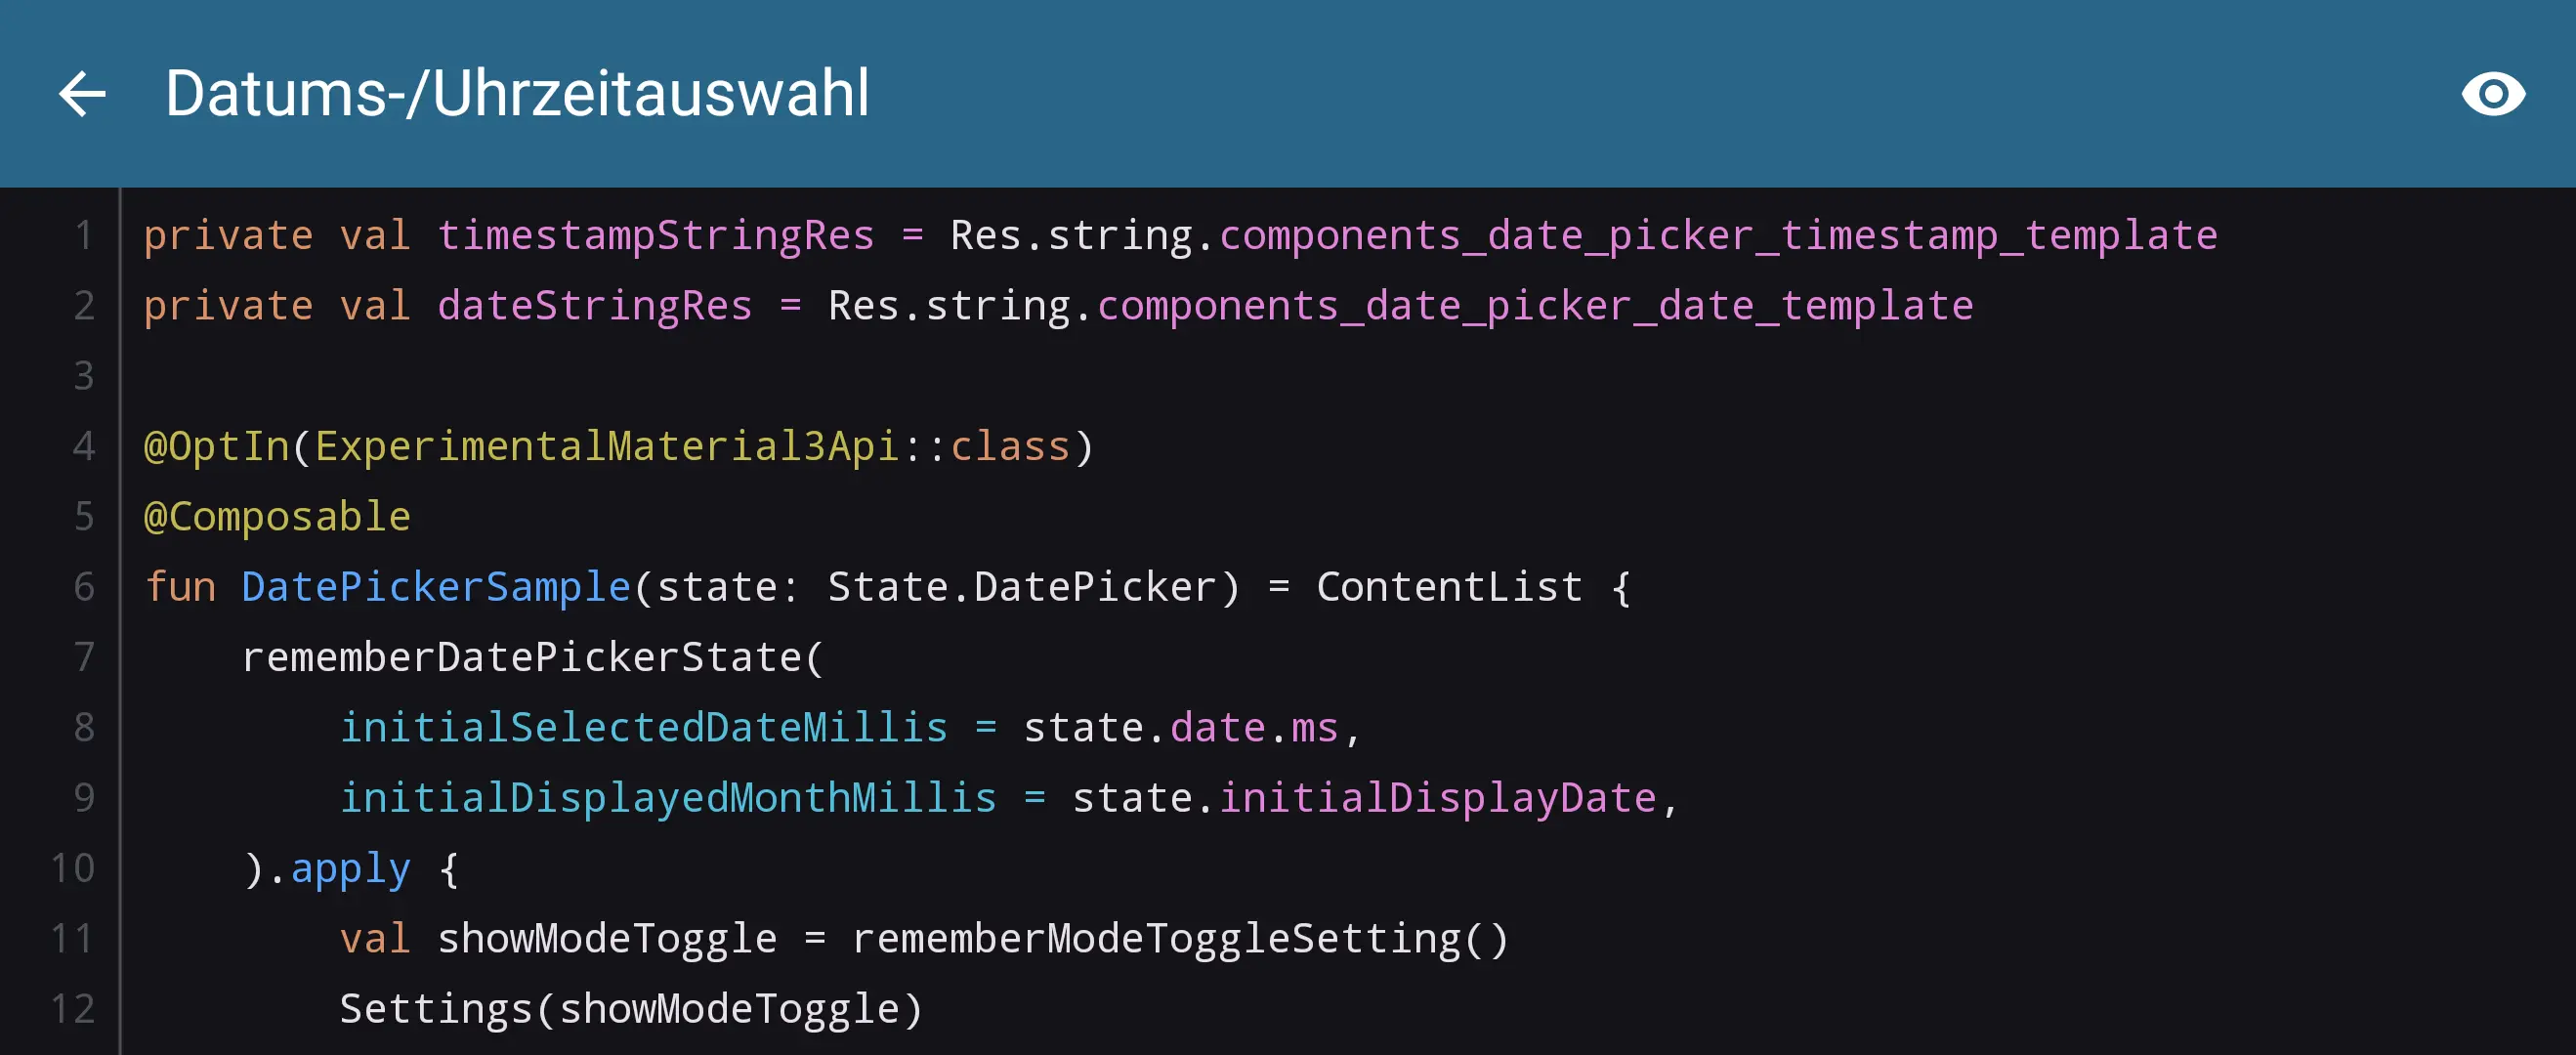 Datums-/Uhrzeitauswahl
1 private val timestampStringRes = Res.string.components_date_picker_timestamp_template
2 private val dateStringRes = Res.string.components_date_picker_date_template
3
4 @OptIn(ExperimentalMaterial3Api::class)
5 @Composable
6 fun DatePickerSample(state: State.DatePicker) = ContentList {
7     rememberDatePickerState(
8         initialSelectedDateMillis = state.date.ms,
9         initialDisplayedMonthMillis = state.initialDisplayDate,
10     ).apply {
11         val showModeToggle = rememberModeToggleSetting()
12         Settings(showModeToggle)